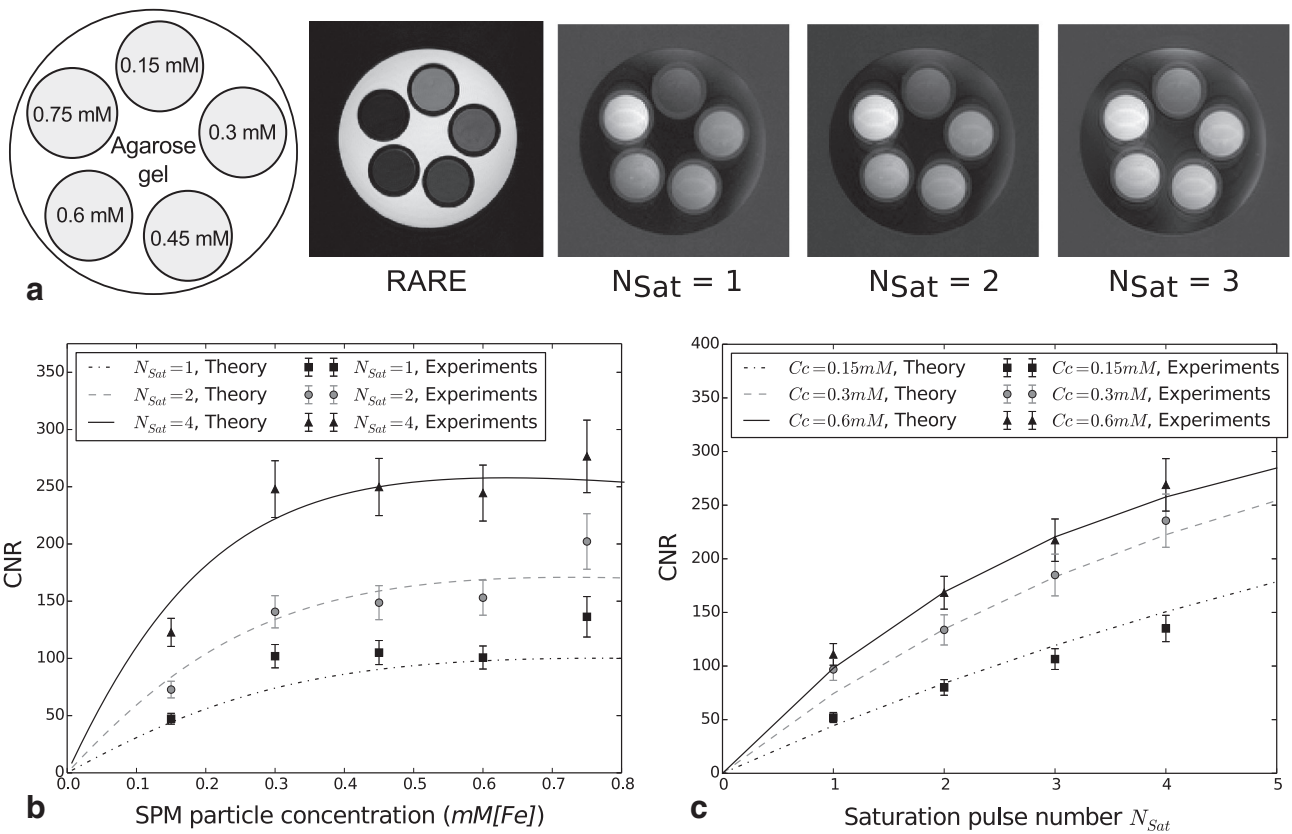 0.15 mM
0.75 mM
0.3 mM
Agarose
gel
0.6 mM
0.45 mM
a
RARE
N_Sat = 1
N_Sat = 2
N_Sat = 3
N_Sat=1, Theory
N_Sat=1, Experiments
N_Sat=2, Theory
N_Sat=2, Experiments
N_Sat=4, Theory
N_Sat=4, Experiments
350
300
250
200
150
100
50
0
CNR
0.0 0.1 0.2 0.3 0.4 0.5 0.6 0.7 0.8
SPM particle concentration (mM[Fe])
b
Cc=0.15mM, Theory
Cc=0.15mM, Experiments
Cc=0.3mM, Theory
Cc=0.3mM, Experiments
Cc=0.6mM, Theory
Cc=0.6mM, Experiments
400
350
300
250
200
150
100
50
0
CNR
0 1 2 3 4 5
Saturation pulse number N_Sat
c